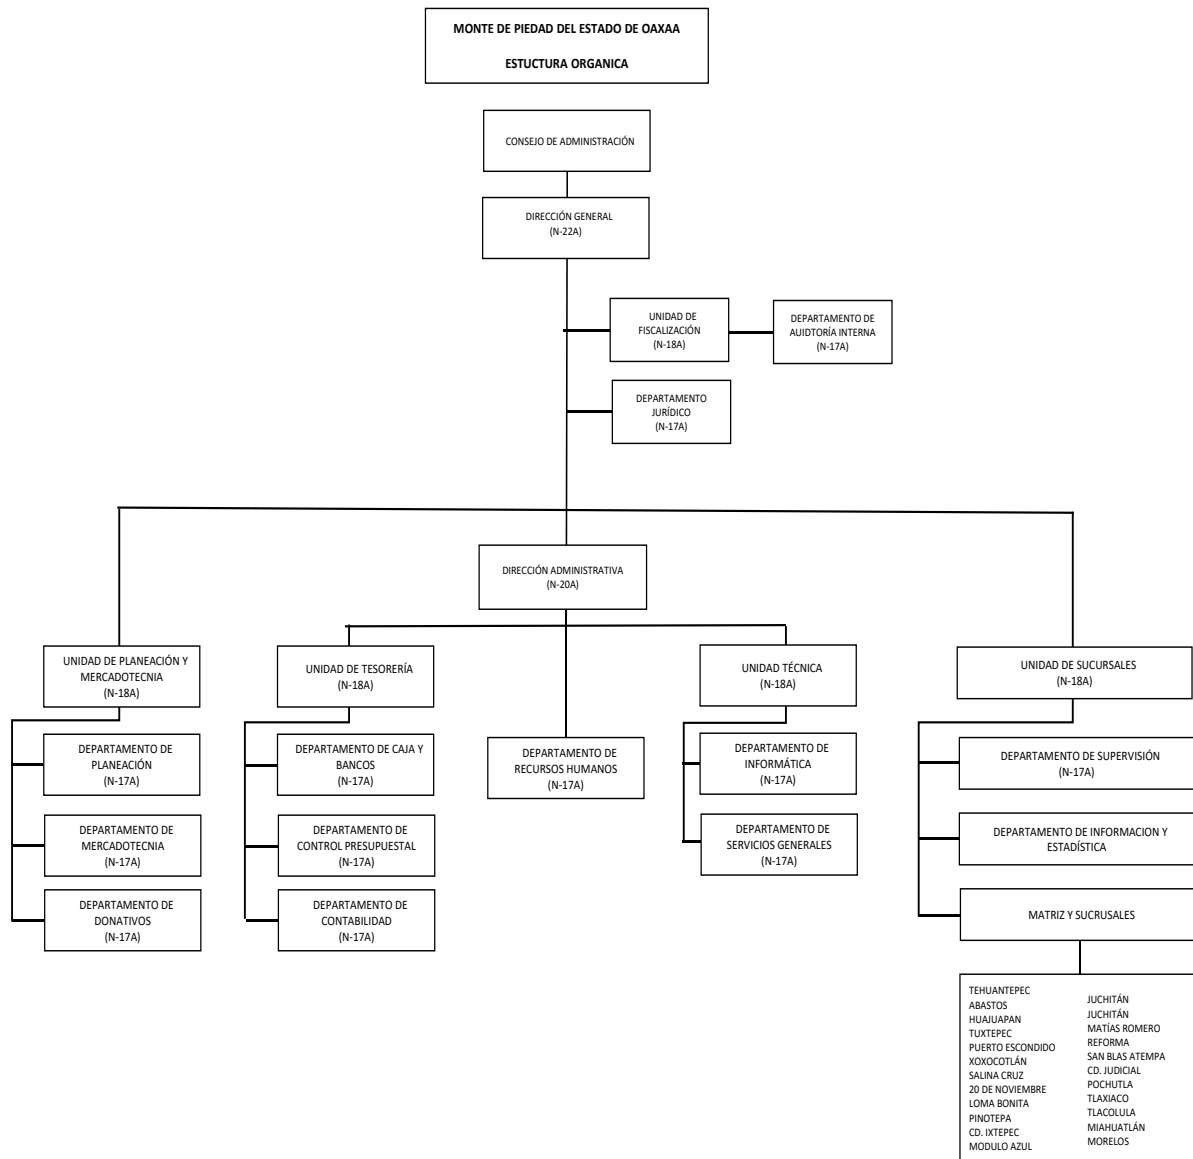 MONTE DE PIEDAD DEL ESTADO DE OAXAA
ESTUCTURA ORGANICA
CONSEJO DE ADMINISTRACIÓN
DIRECCIÓN GENERAL
(N-22A)
UNIDAD DE
FISCALIZACIÓN
(N-18A)
DEPARTAMENTO DE
AUIDTORÍA INTERNA
(N-17A)
DEPARTAMENTO
JURÍDICO
(N-17A)
DIRECCIÓN ADMINISTRATIVA
(N-20A)
UNIDAD DE PLANEACIÓN Y
MERCADOTECNIA
(N-18A)
UNIDAD DE TESORERÍA
(N-18A)
UNIDAD TÉCNICA
(N-18A)
UNIDAD DE SUCURSALES
(N-18A)
DEPARTAMENTO DE
PLANEACIÓN
(N-17A)
DEPARTAMENTO DE CAJA Y
BANCOS
(N-17A)
DEPARTAMENTO DE
RECURSOS HUMANOS
(N-17A)
DEPARTAMENTO DE
INFORMÁTICA
(N-17A)
DEPARTAMENTO DE SUPERVISIÓN
(N-17A)
DEPARTAMENTO DE
MERCADOTECNIA
(N-17A)
DEPARTAMENTO DE
CONTROL PRESUPUESTAL
(N-17A)
DEPARTAMENTO DE
SERVICIOS GENERALES
(N-17A)
DEPARTAMENTO DE INFORMACION Y
ESTADÍSTICA
DEPARTAMENTO DE
DONATIVOS
(N-17A)
DEPARTAMENTO DE
CONTABILIDAD
(N-17A)
MATRIZ Y SUCRUSALES
TEHUANTEPEC
ABASTOS
HUAJUAPAN
TUXTEPEC
PUERTO ESCONDIDO
XOXOCOTLÁN
SALINA CRUZ
20 DE NOVIEMBRE
LOMA BONITA
PINOTEPA
CD. IXTEPEC
MODULO AZUL
JUCHITÁN
JUCHITÁN
MATÍAS ROMERO
REFORMA
SAN BLAS ATEMPA
CD. JUDICIAL
POCHUTLA
TLAXIACO
TLACOLULA
MIAHUATLÁN
MORELOS